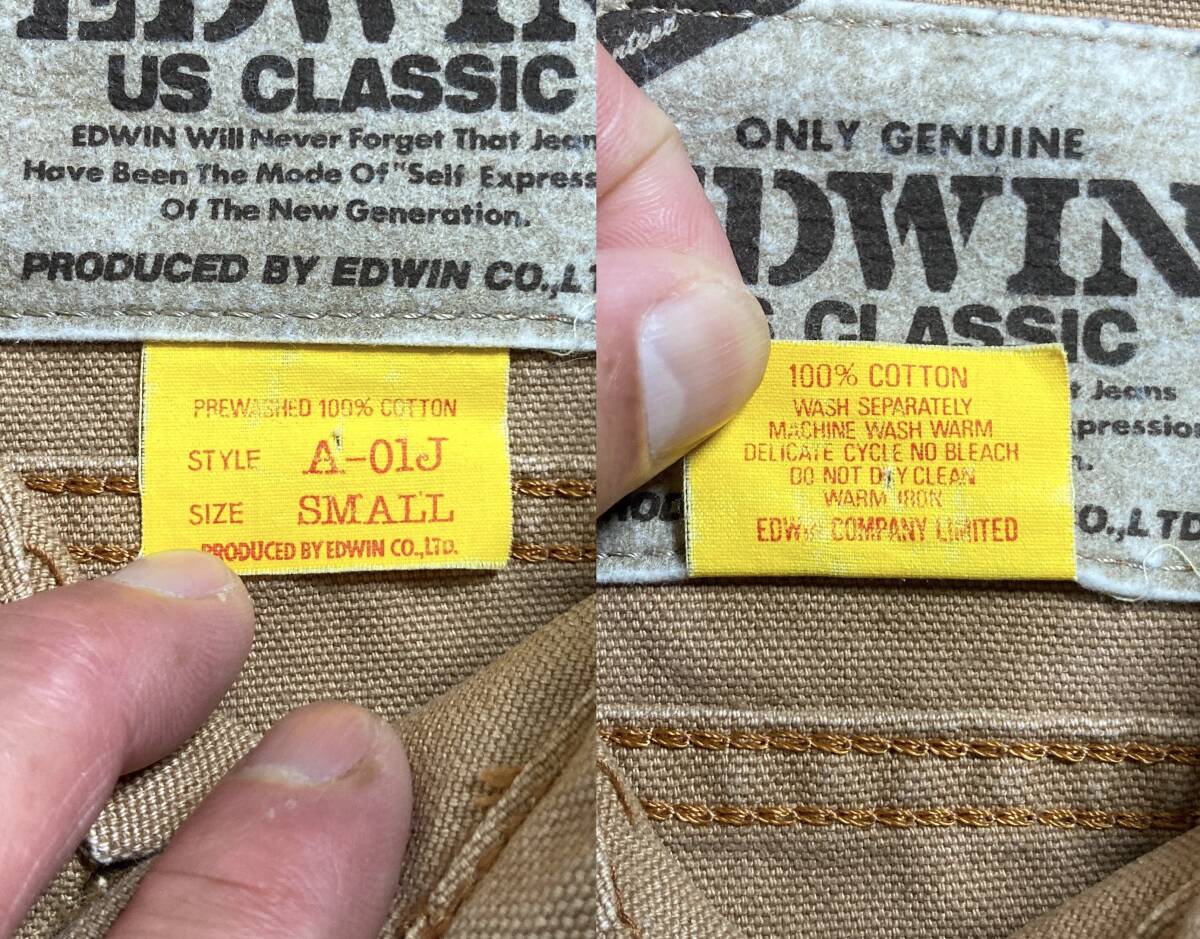 EDWIN
US CLASSIC
EDWIN Will Never Forget That Jean
Have Been The Mode Of "Self Express
Of The New Generation.
PRODUCED BY EDWIN CO.,LT
PREWASHED 100% COTTON
STYLE A-01J
SIZE SMALL
PRODUCED BY EDWIN CO.,LTD.
ONLY GENUINE
EDWIN
CLASSIC
Jeans
pression
n.
O.,LTD
100% COTTON
WASH SEPARATELY
MACHINE WASH WARM
DELICATE CYCLE NO BLEACH
DO NOT DRY CLEAN
WARM IRON
EDWIN COMPANY LIMITED